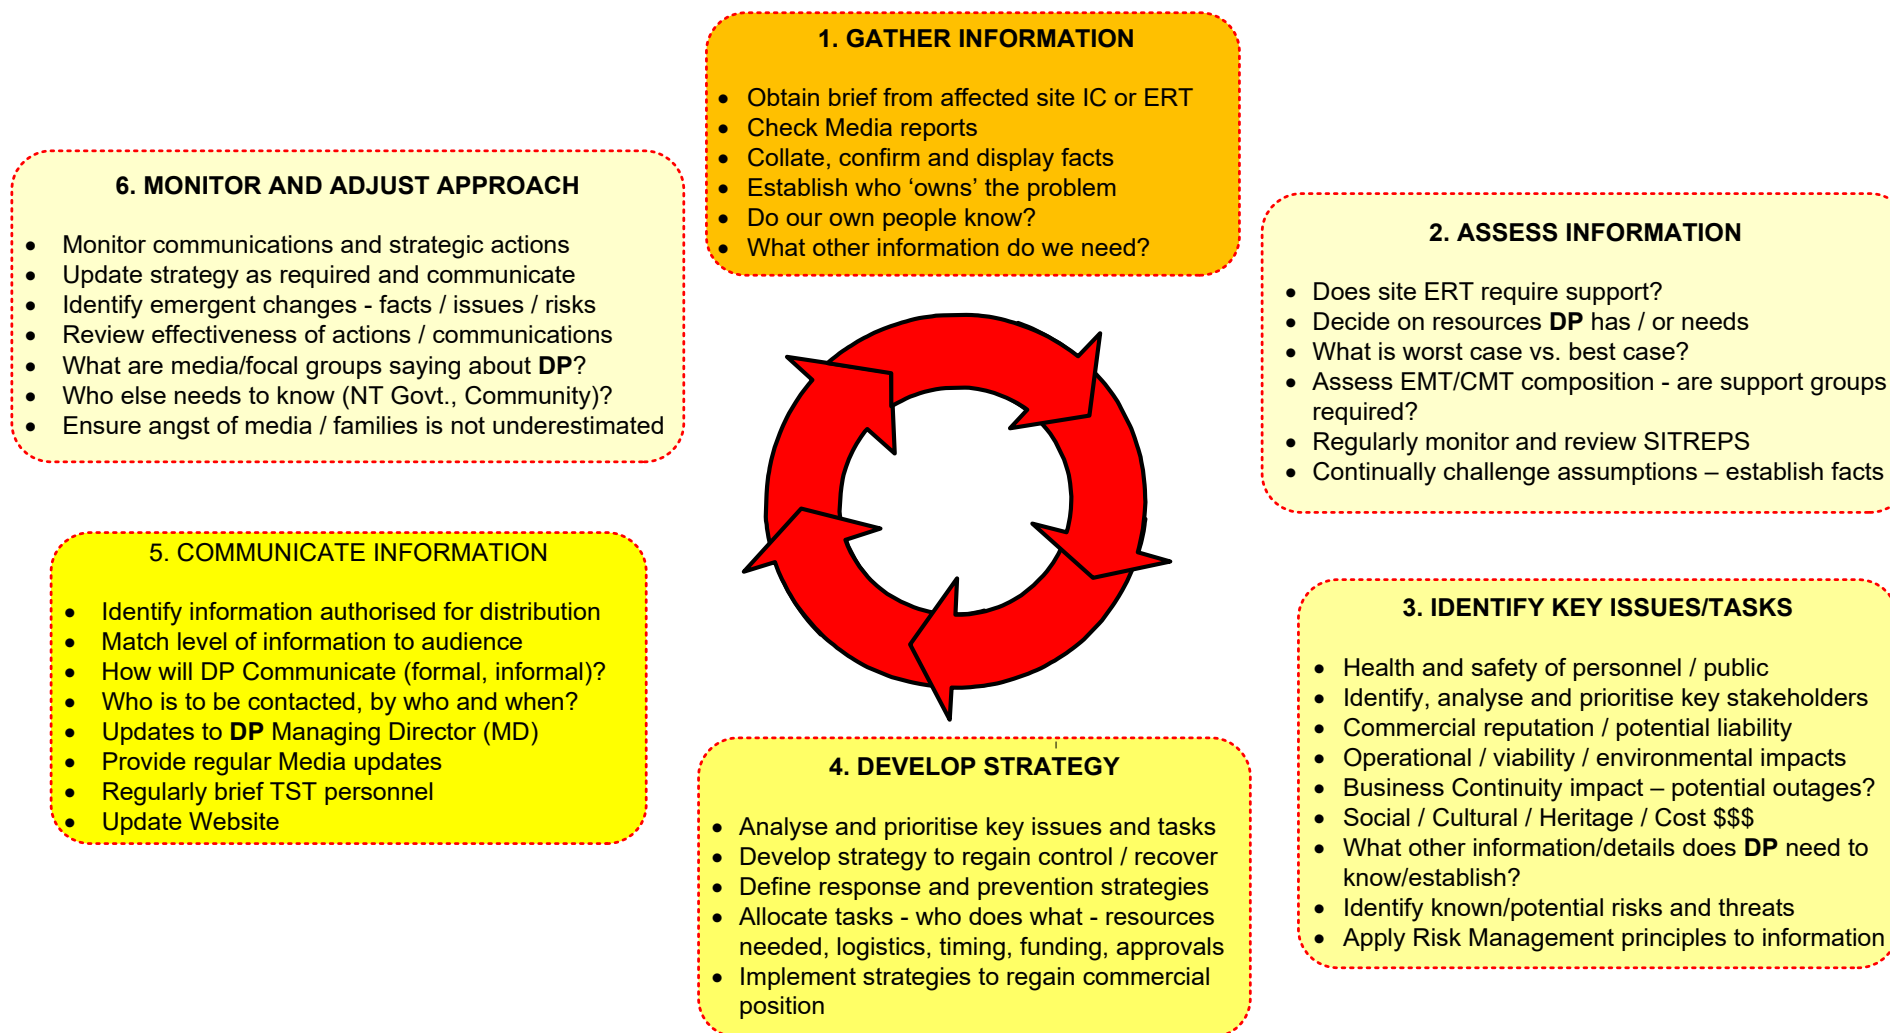 1. GATHER INFORMATION
• Obtain brief from affected site IC or ERT
• Check Media reports
• Collate, confirm and display facts
• Establish who ‘owns’ the problem
• Do our own people know?
• What other information do we need?
2. ASSESS INFORMATION
• Does site ERT require support?
• Decide on resources DP has / or needs
• What is worst case vs. best case?
• Assess EMT/CMT composition - are support groups
required?
• Regularly monitor and review SITREPS
• Continually challenge assumptions – establish facts
3. IDENTIFY KEY ISSUES/TASKS
• Health and safety of personnel / public
• Identify, analyse and prioritise key stakeholders
• Commercial reputation / potential liability
• Operational / viability / environmental impacts
• Business Continuity impact – potential outages?
• Social / Cultural / Heritage / Cost $$$
• What other information/details does DP need to
know/establish?
• Identify known/potential risks and threats
• Apply Risk Management principles to information
4. DEVELOP STRATEGY
• Analyse and prioritise key issues and tasks
• Develop strategy to regain control / recover
• Define response and prevention strategies
• Allocate tasks - who does what - resources
needed, logistics, timing, funding, approvals
• Implement strategies to regain commercial
position
5. COMMUNICATE INFORMATION
• Identify information authorised for distribution
• Match level of information to audience
• How will DP Communicate (formal, informal)?
• Who is to be contacted, by who and when?
• Updates to DP Managing Director (MD)
• Provide regular Media updates
• Regularly brief TST personnel
• Update Website
6. MONITOR AND ADJUST APPROACH
• Monitor communications and strategic actions
• Update strategy as required and communicate
• Identify emergent changes - facts / issues / risks
• Review effectiveness of actions / communications
• What are media/focal groups saying about DP?
• Who else needs to know (NT Govt., Community)?
• Ensure angst of media / families is not underestimated